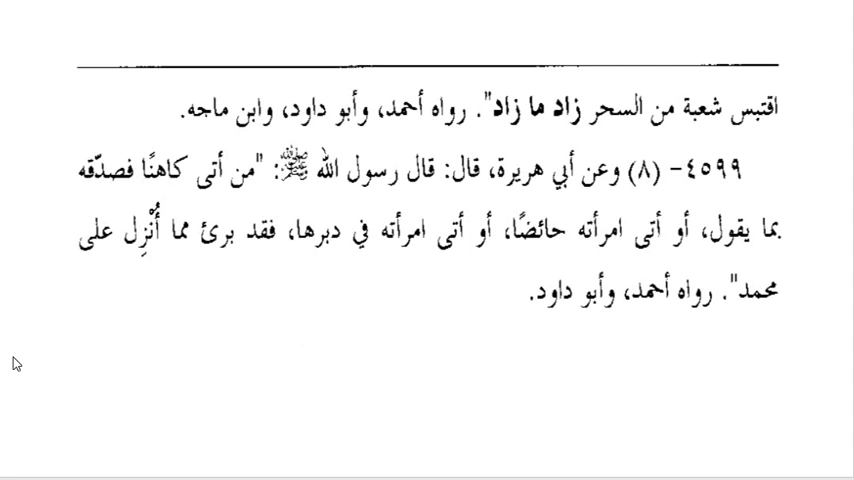 اقتبس شعبة من السحر زاد ما زاد". رواه أحمد، وأبو داود، وابن ماجه.
٤٥٩٩- (٨) وعن أبي هريرة، قال: قال رسول الله ﷺ: "من أتى كاهنًا فصدّقه
بما يقول، أو أتى امرأته حائضًا، أو أتى امرأته في دبرها، فقد برئ مما أُنْزِل على
محمد". رواه أحمد، وأبو داود.